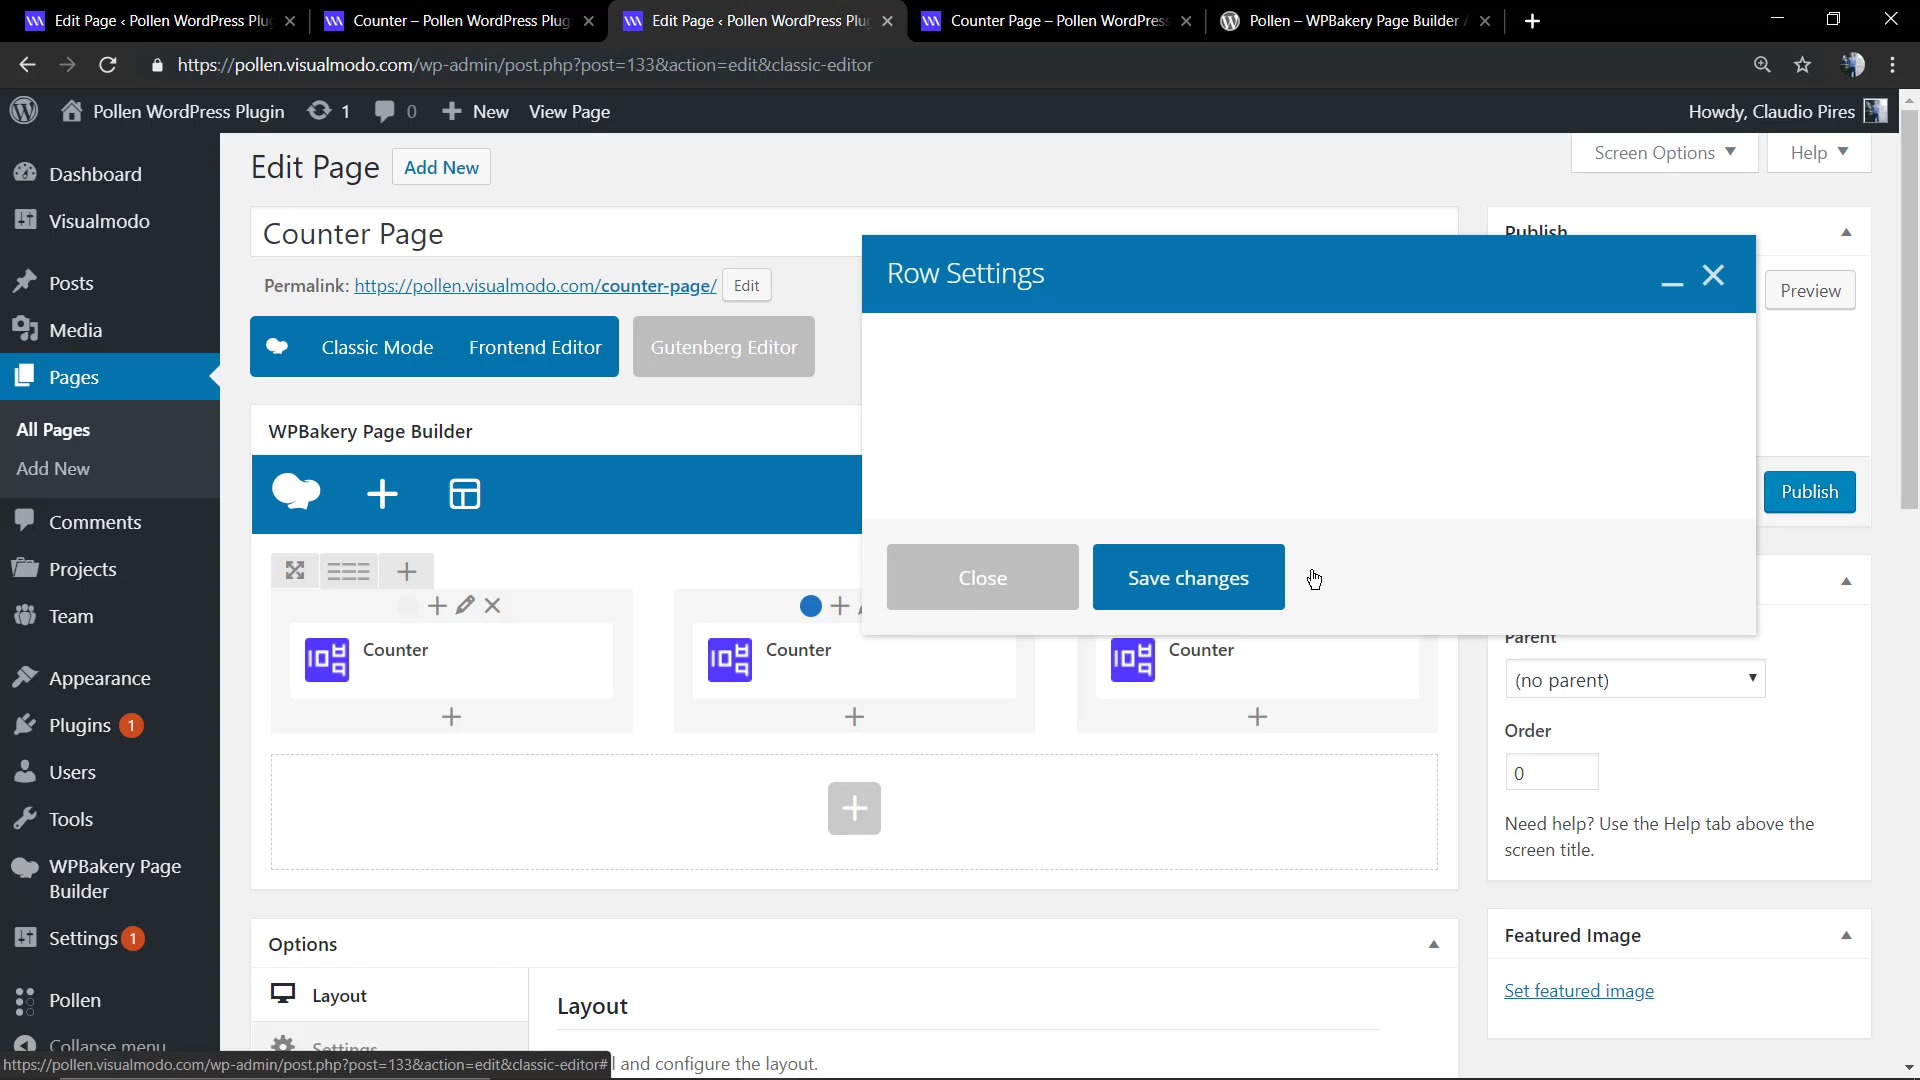 Edit Page ‹ Pollen WordPress Plug
Counter – Pollen WordPress Plug
Edit Page ‹ Pollen WordPress Plu
Counter Page – Pollen WordPress
Pollen – WPBakery Page Builder
https://pollen.visualmodo.com/wp-admin/post.php?post=133&action=edit&classic-editor
Pollen WordPress Plugin
1
0
New
View Page
Howdy, Claudio Pires
Dashboard
Visualmodo
Posts
Media
Pages
All Pages
Add New
Comments
Projects
Team
Appearance
Plugins 1
Users
Tools
WPBakery Page
Builder
Settings 1
Pollen
Collapse menu
Edit Page
Add New
Screen Options
Help
Counter Page
Permalink: https://pollen.visualmodo.com/counter-page/
Edit
Classic Mode
Frontend Editor
Gutenberg Editor
WPBakery Page Builder
Counter
Counter
Counter
Row Settings
Close
Save changes
Publish
Preview
Publish
Parent
(no parent)
Order
0
Need help? Use the Help tab above the
screen title.
Featured Image
Set featured image
Options
Layout
Settings
Layout
and configure the layout.
https://pollen.visualmodo.com/wp-admin/post.php?post=133&action=edit&classic-editor#